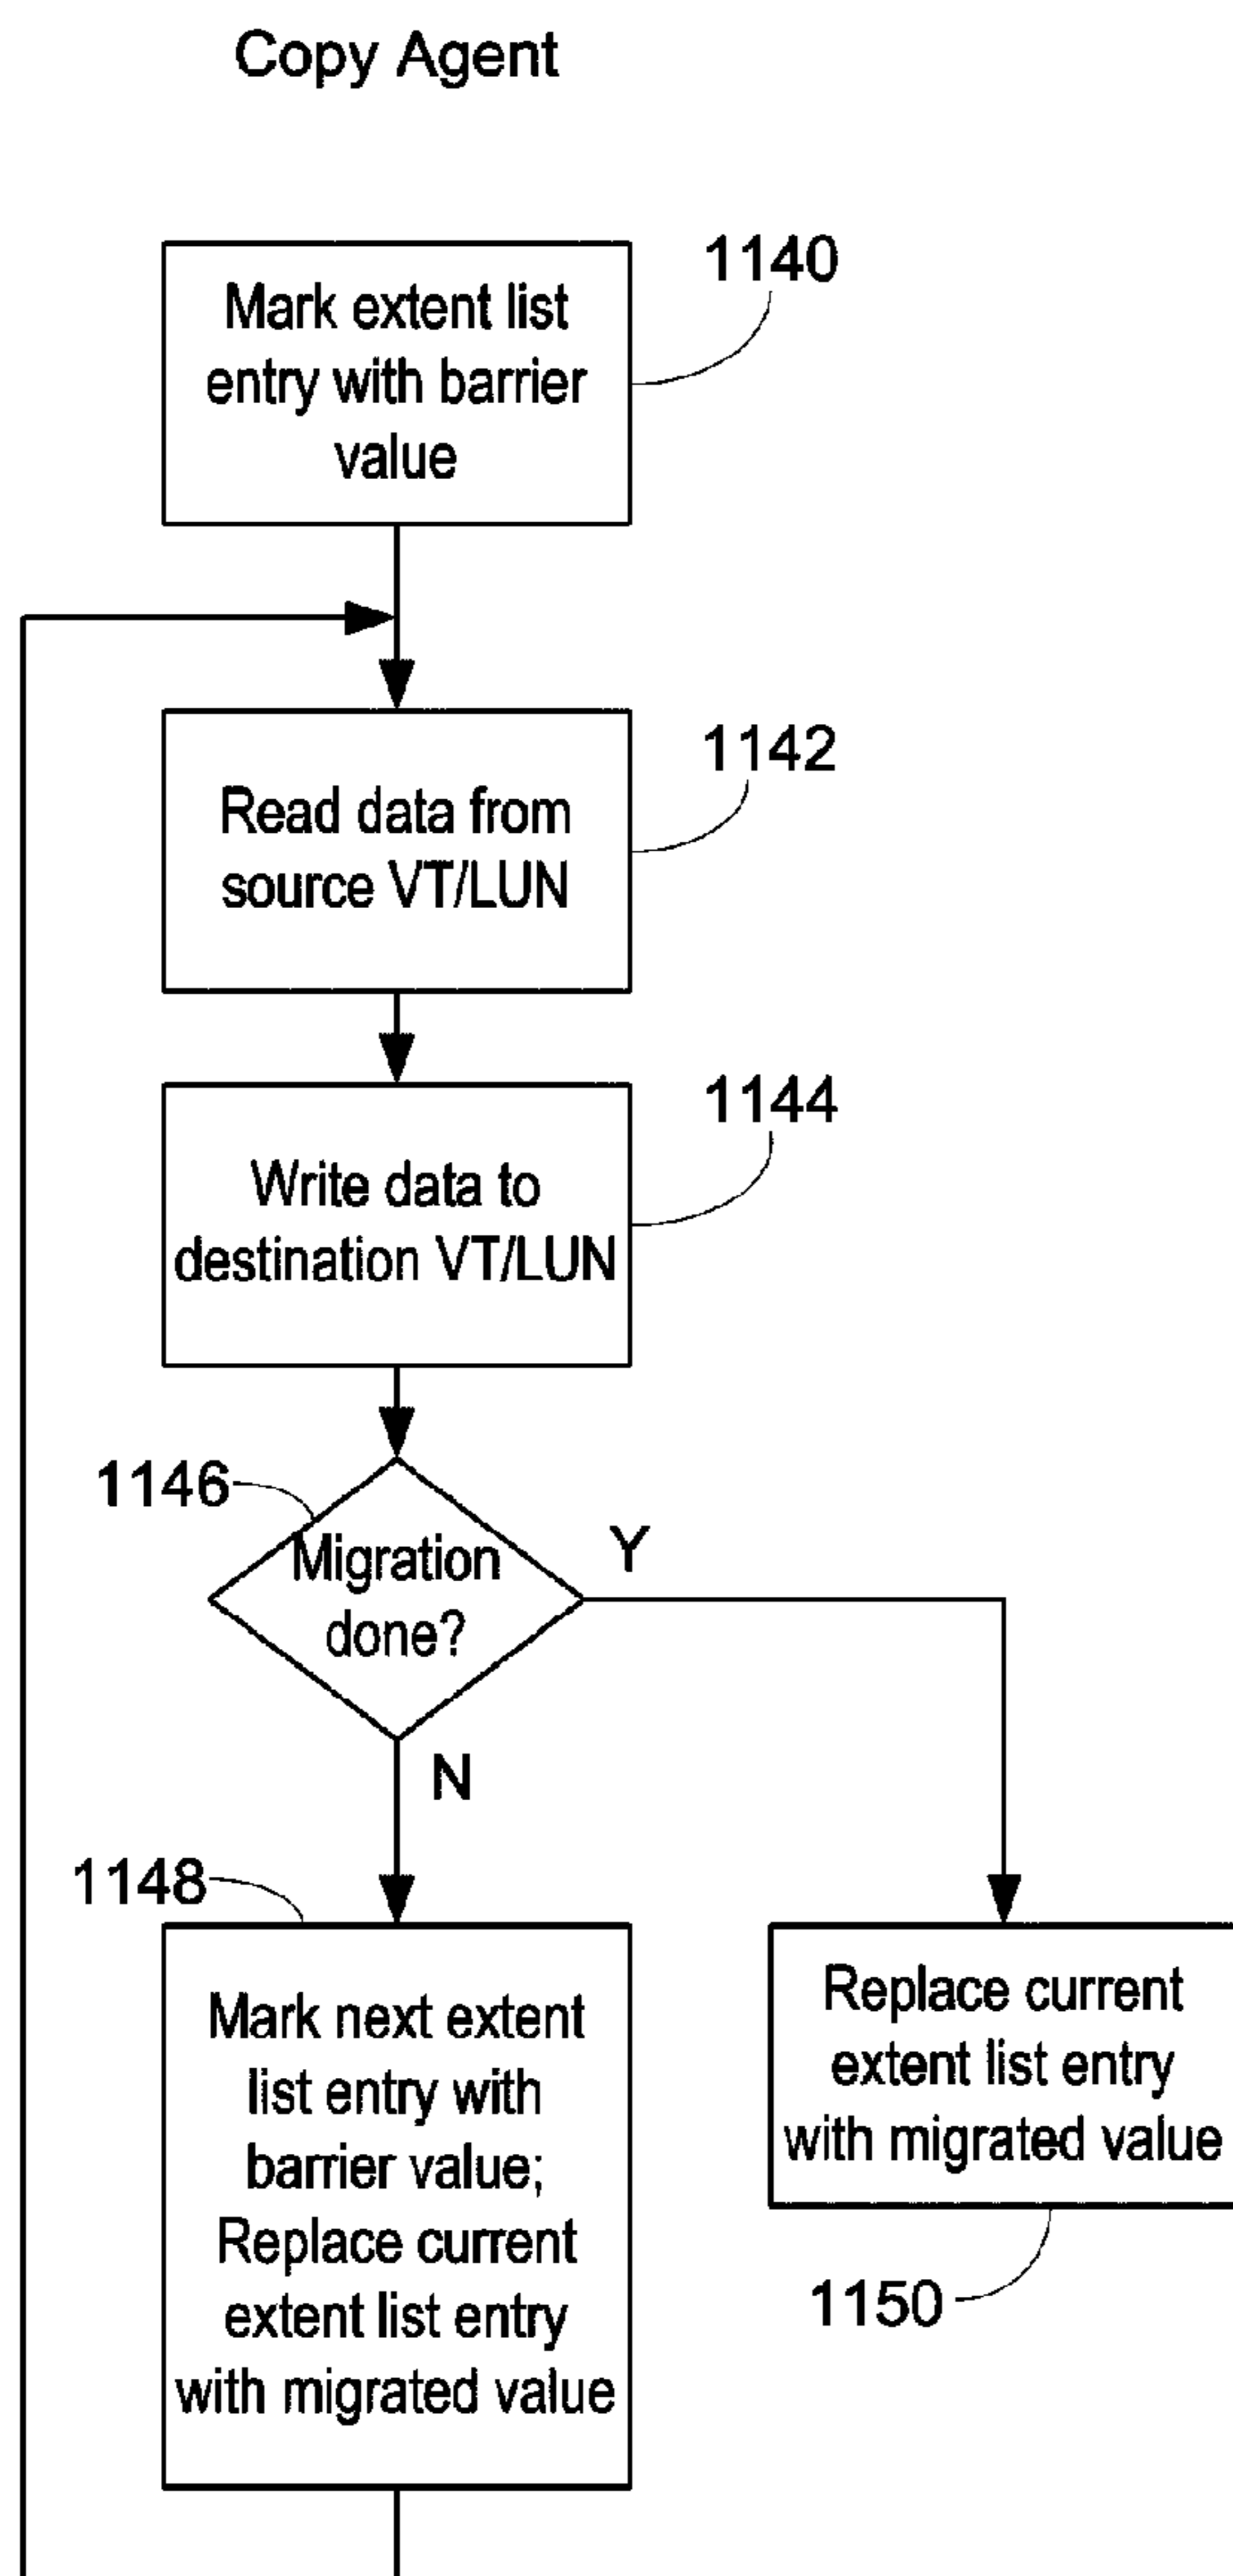 Copy Agent
1140
Mark extent list
entry with barrier
value
1142
Read data from
source VT/LUN
1144
Write data to
destination VT/LUN
1146
Migration
done?
Y
N
1148
Mark next extent
list entry with
barrier value;
Replace current
extent list entry
with migrated value
Replace current
extent list entry
with migrated value
1150